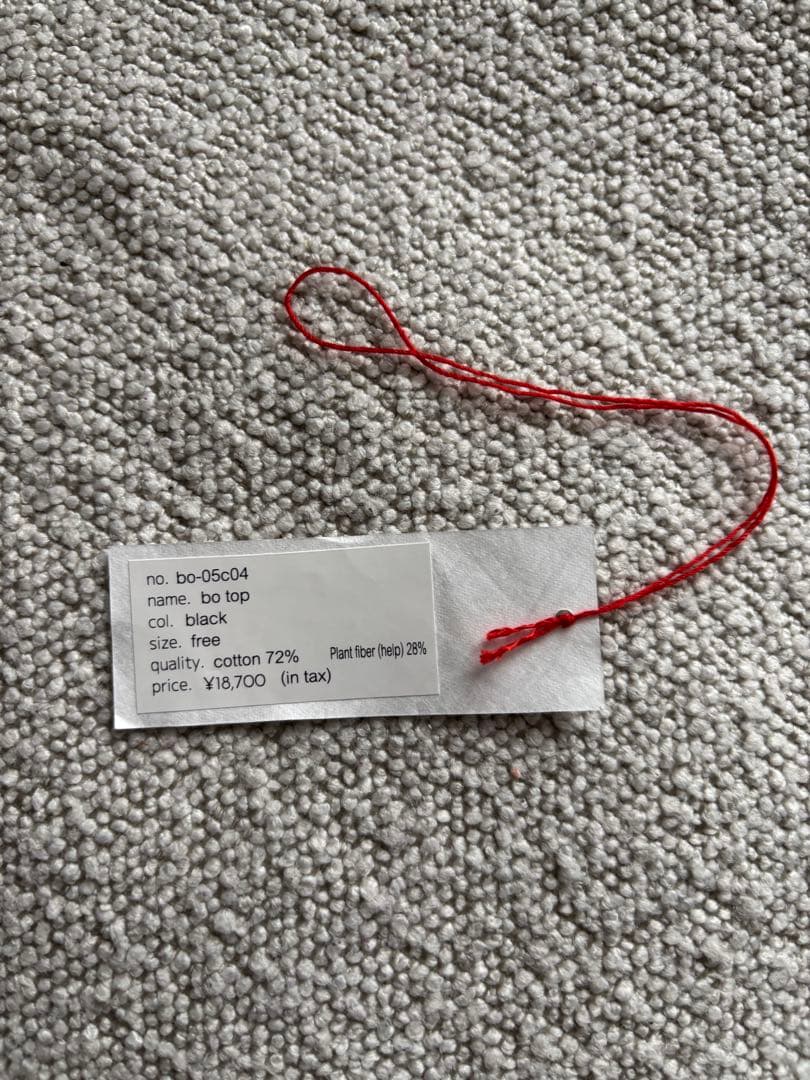 no. bo-05c04
name. bo top
col. black
size. free
quality. cotton 72% Plant fiber (help) 28%
price. ¥18,700 (in tax)